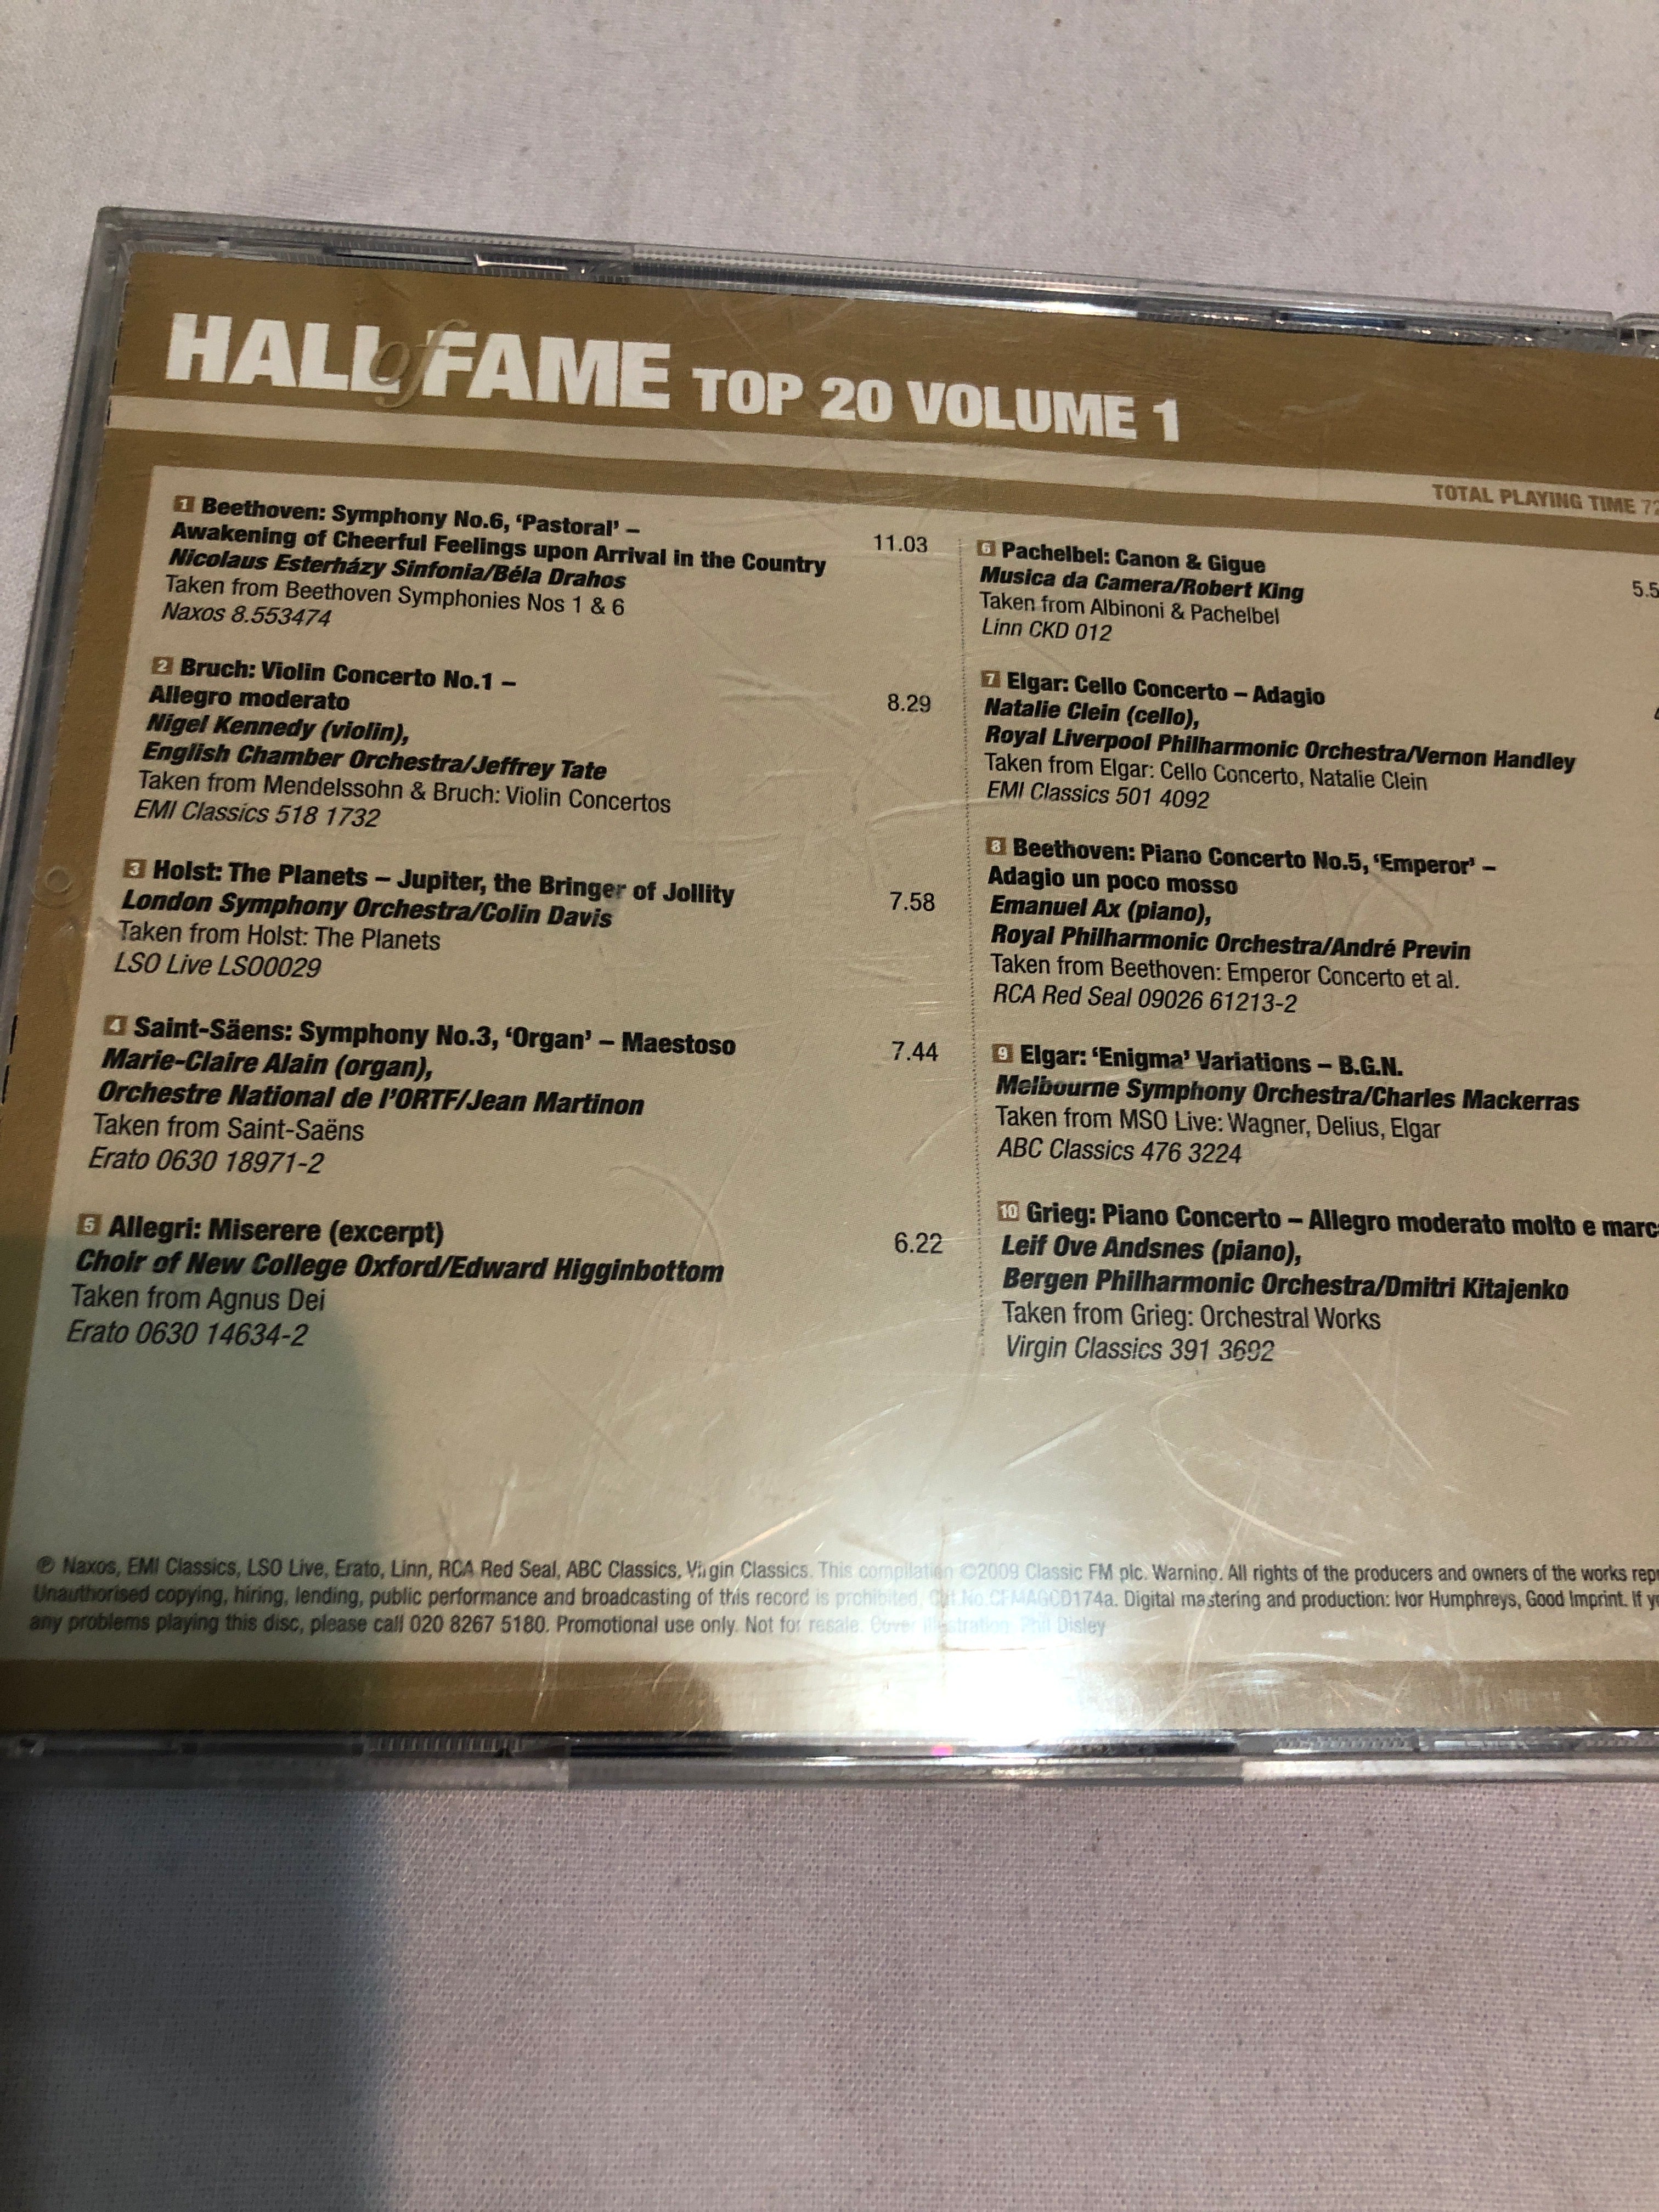 HALL of FAME TOP 20 VOLUME 1
TOTAL PLAYING TIME 72
1 Beethoven: Symphony No.6, ‘Pastoral’ –
Awakening of Cheerful Feelings upon Arrival in the Country 11.03
Nicolaus Esterházy Sinfonia/Béla Drahos
Taken from Beethoven Symphonies Nos 1 & 6
Naxos 8.553474
2 Bruch: Violin Concerto No.1 –
Allegro moderato 8.29
Nigel Kennedy (violin),
English Chamber Orchestra/Jeffrey Tate
Taken from Mendelssohn & Bruch: Violin Concertos
EMI Classics 518 1732
3 Holst: The Planets – Jupiter, the Bringer of Jollity 7.58
London Symphony Orchestra/Colin Davis
Taken from Holst: The Planets
LSO Live LSO0029
4 Saint-Säens: Symphony No.3, ‘Organ’ – Maestoso 7.44
Marie-Claire Alain (organ),
Orchestre National de l’ORTF/Jean Martinon
Taken from Saint-Saëns
Erato 0630 18971-2
5 Allegri: Miserere (excerpt) 6.22
Choir of New College Oxford/Edward Higginbottom
Taken from Agnus Dei
Erato 0630 14634-2
6 Pachelbel: Canon & Gigue 5.5
Musica da Camera/Robert King
Taken from Albinoni & Pachelbel
Linn CKD 012
7 Elgar: Cello Concerto – Adagio
Natalie Clein (cello),
Royal Liverpool Philharmonic Orchestra/Vernon Handley
Taken from Elgar: Cello Concerto, Natalie Clein
EMI Classics 501 4092
8 Beethoven: Piano Concerto No.5, ‘Emperor’ –
Adagio un poco mosso
Emanuel Ax (piano),
Royal Philharmonic Orchestra/André Previn
Taken from Beethoven: Emperor Concerto et al.
RCA Red Seal 09026 61213-2
9 Elgar: ‘Enigma’ Variations – B.G.N.
Melbourne Symphony Orchestra/Charles Mackerras
Taken from MSO Live: Wagner, Delius, Elgar
ABC Classics 476 3224
10 Grieg: Piano Concerto – Allegro moderato molto e marc
Leif Ove Andsnes (piano),
Bergen Philharmonic Orchestra/Dmitri Kitajenko
Taken from Grieg: Orchestral Works
Virgin Classics 391 3692
℗ Naxos, EMI Classics, LSO Live, Erato, Linn, RCA Red Seal, ABC Classics, Virgin Classics. This compilation ©2009 Classic FM plc. Warning. All rights of the producers and owners of the works rep
Unauthorised copying, hiring, lending, public performance and broadcasting of this record is prohibited. Cat.No.CFMAGCD174a. Digital mastering and production: Ivor Humphreys, Good Imprint. If y
any problems playing this disc, please call 020 8267 5180. Promotional use only. Not for resale. Cover illustration: Phil Disley